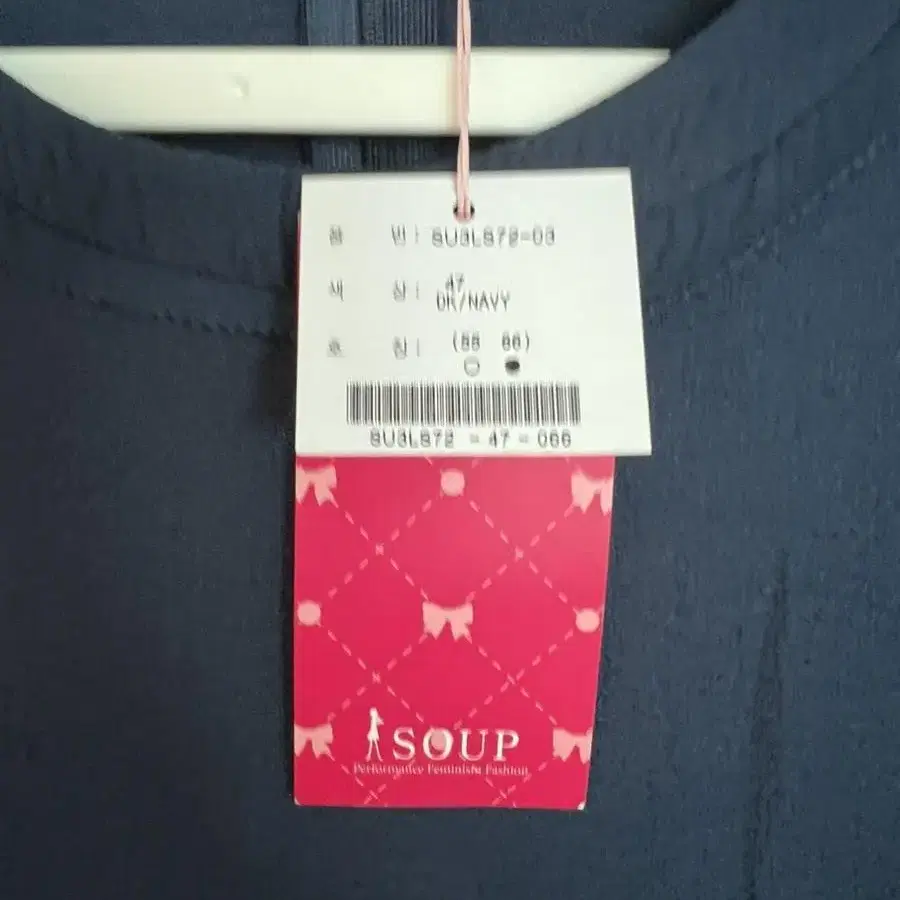 품 번 : SU3LS72-03
색 상 : 47
DK/NAVY
호 칭 : (55 66)
SU3LS72 - 47 - 066
SOUP
Performance Feminism Fashion